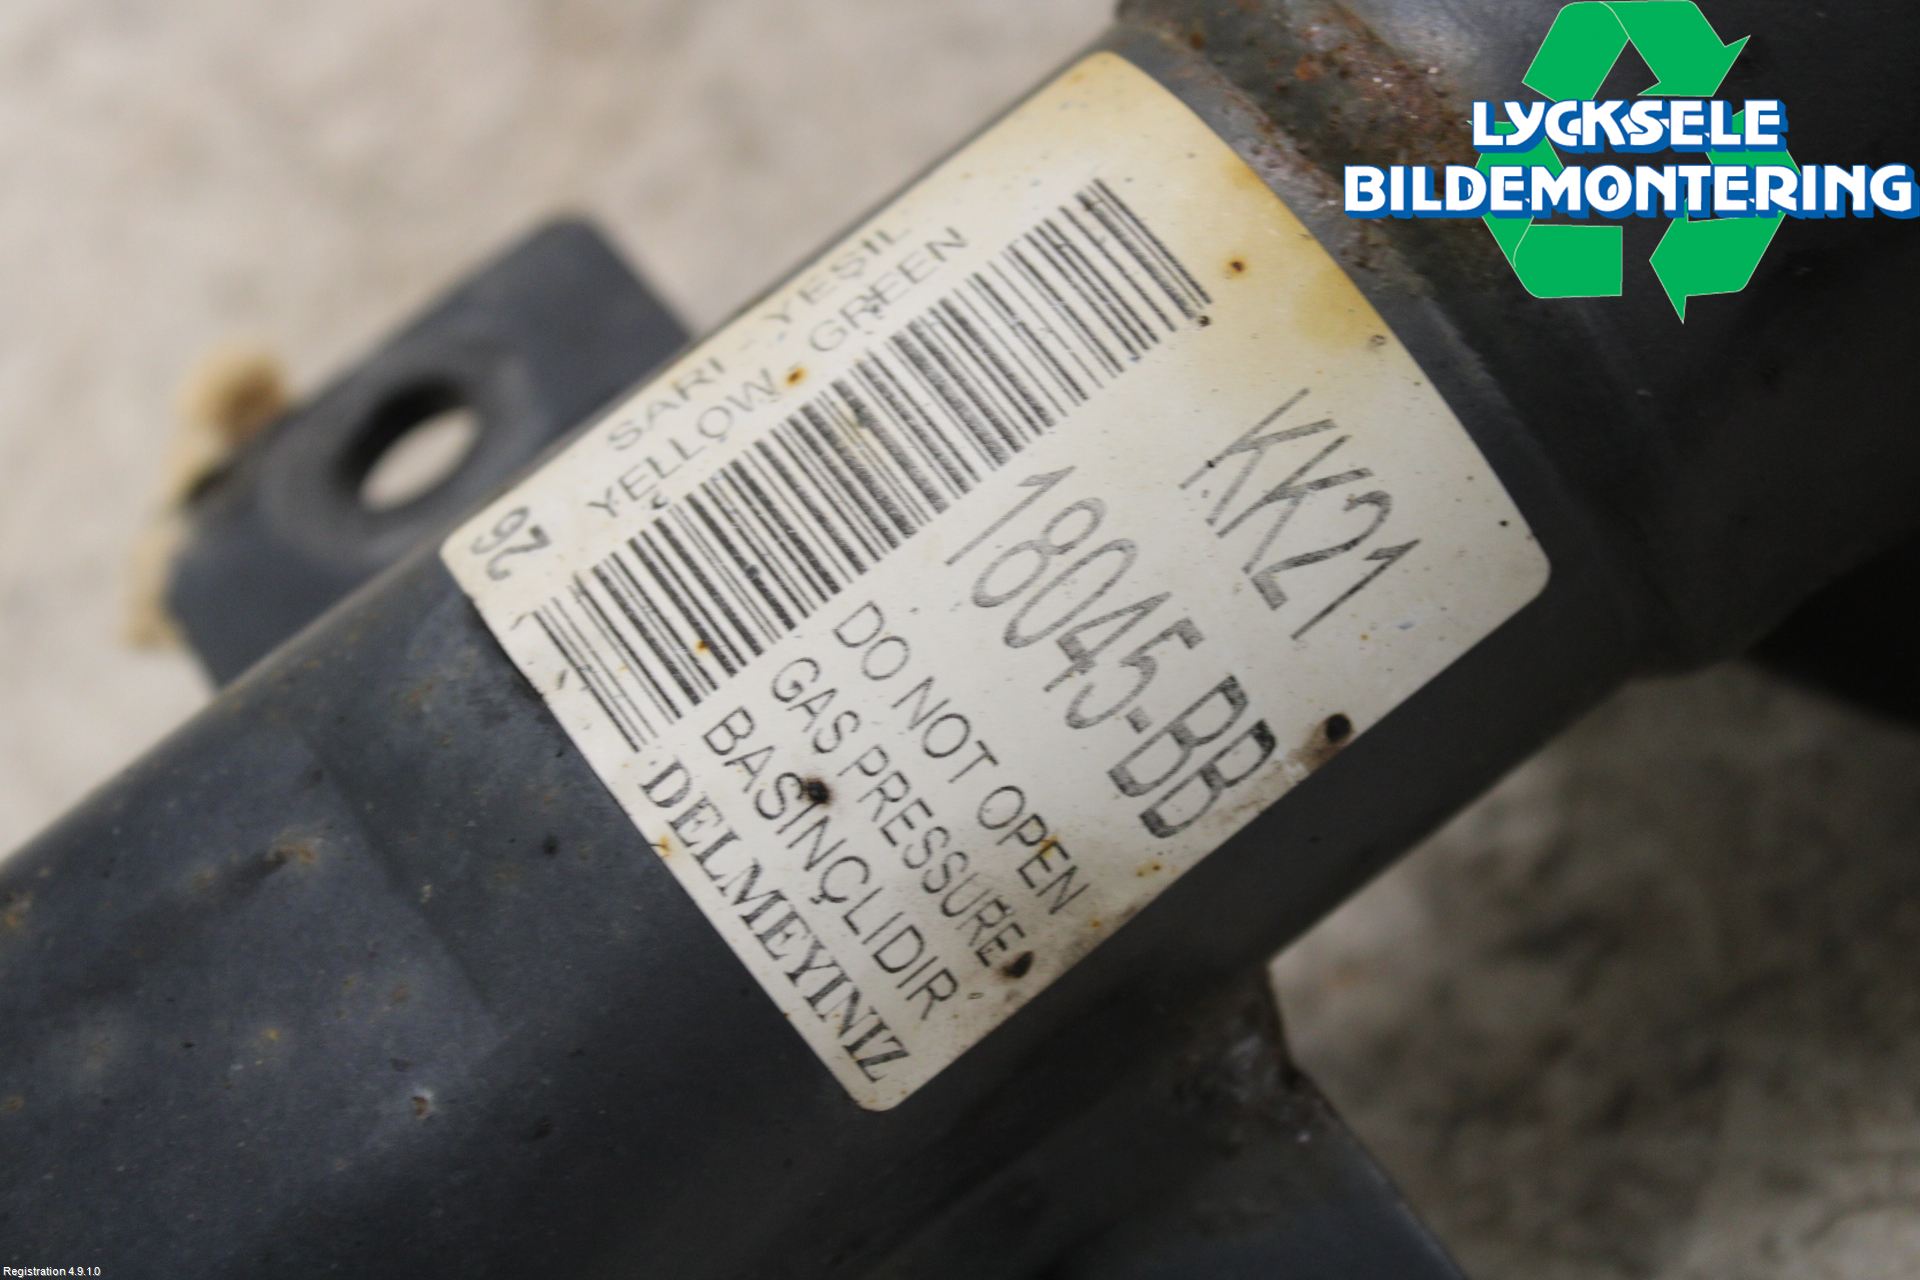 LYCKSELE
BILDEMONTERING
26
SARI - YEŞİL
YELLOW - GREEN
KK21
18045-BB
DO NOT OPEN
GAS PRESSURE
BASINÇLIDIR
DELMEYINIZ
Registration 4.9.1.0